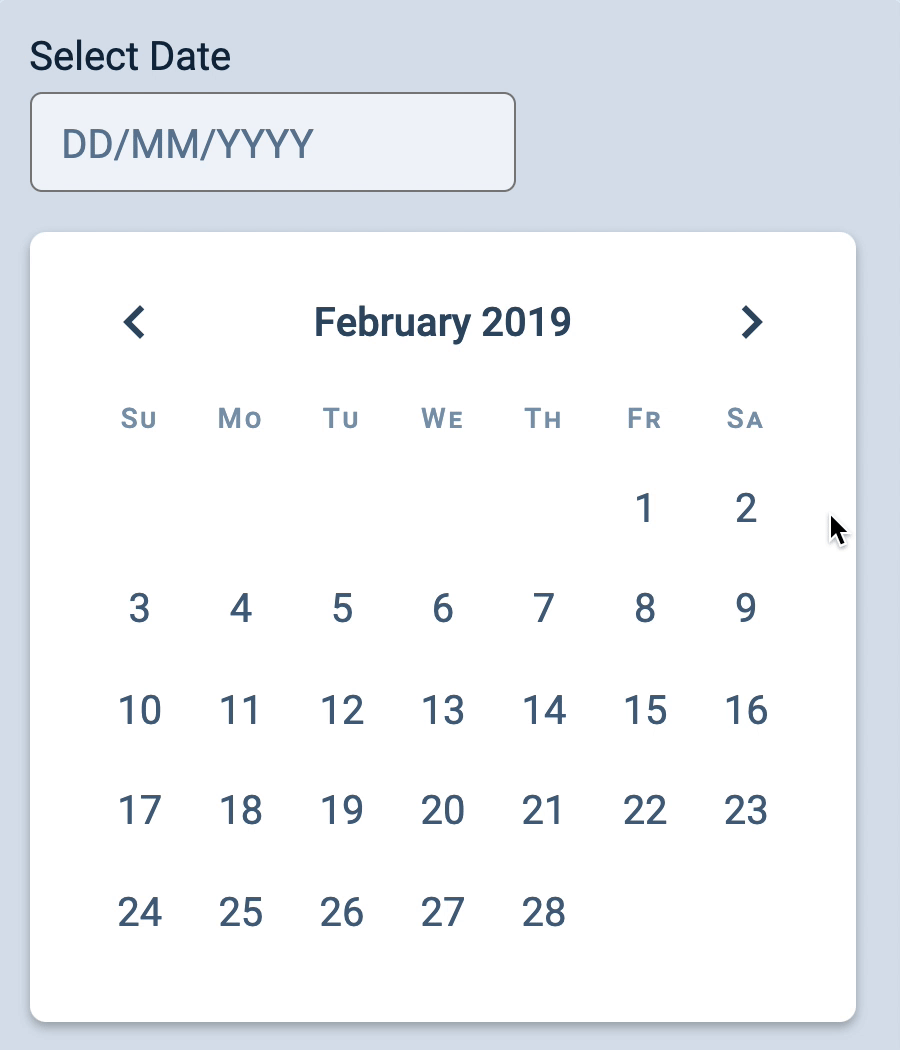 Select Date
DD/MM/YYYY
February 2019
Su Mo Tu We Th Fr Sa
1 2
3 4 5 6 7 8 9
10 11 12 13 14 15 16
17 18 19 20 21 22 23
24 25 26 27 28